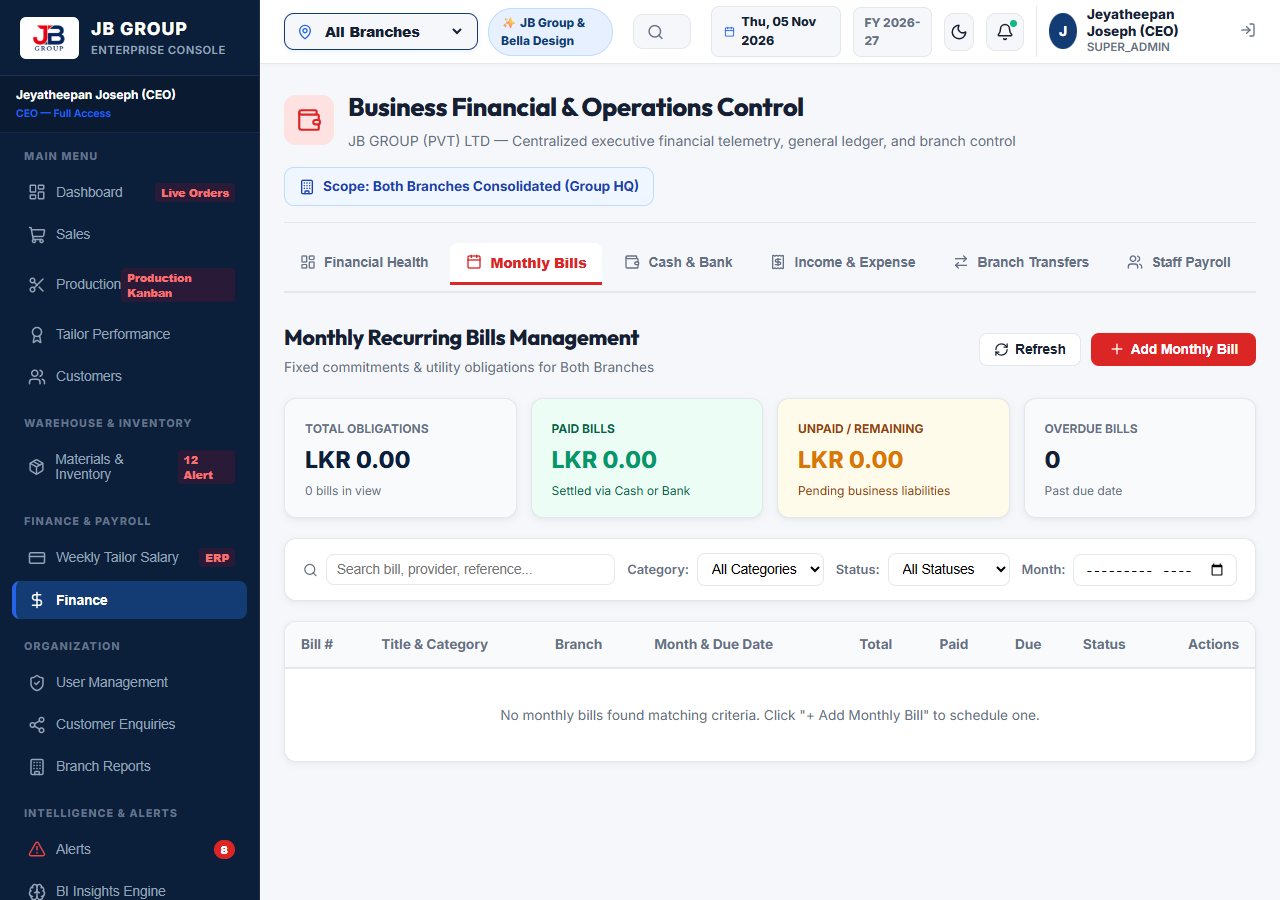 JB
GROUP
JB GROUP
ENTERPRISE CONSOLE
Jeyatheepan Joseph (CEO)
CEO — Full Access
MAIN MENU
Dashboard
Live Orders
Sales
Production
Production
Kanban
Tailor Performance
Customers
WAREHOUSE & INVENTORY
Materials &
Inventory
12
Alert
FINANCE & PAYROLL
Weekly Tailor Salary
ERP
Finance
ORGANIZATION
User Management
Customer Enquiries
Branch Reports
INTELLIGENCE & ALERTS
Alerts
8
BI Insights Engine
All Branches
✨ JB Group &
Bella Design
Thu, 05 Nov
2026
FY 2026-
27
J
Jeyatheepan
Joseph (CEO)
SUPER_ADMIN
Business Financial & Operations Control
JB GROUP (PVT) LTD — Centralized executive financial telemetry, general ledger, and branch control
Scope: Both Branches Consolidated (Group HQ)
Financial Health
Monthly Bills
Cash & Bank
Income & Expense
Branch Transfers
Staff Payroll
Monthly Recurring Bills Management
Fixed commitments & utility obligations for Both Branches
Refresh
+ Add Monthly Bill
TOTAL OBLIGATIONS
LKR 0.00
0 bills in view
PAID BILLS
LKR 0.00
Settled via Cash or Bank
UNPAID / REMAINING
LKR 0.00
Pending business liabilities
OVERDUE BILLS
0
Past due date
Search bill, provider, reference...
Category:
All Categories
Status:
All Statuses
Month:
--------- ----
Bill # Title & Category Branch Month & Due Date Total Paid Due Status Actions
No monthly bills found matching criteria. Click "+ Add Monthly Bill" to schedule one.